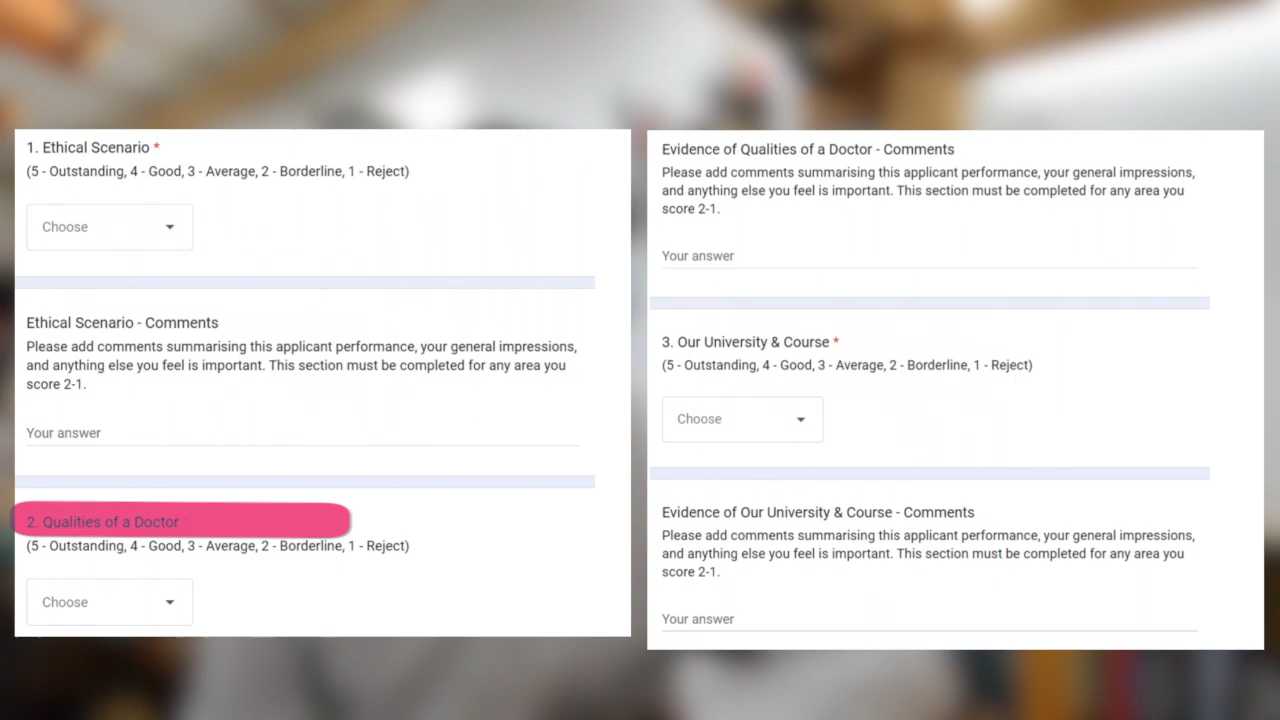 1. Ethical Scenario *
(5 - Outstanding, 4 - Good, 3 - Average, 2 - Borderline, 1 - Reject)
Choose
Ethical Scenario - Comments
Please add comments summarising this applicant performance, your general impressions,
and anything else you feel is important. This section must be completed for any area you
score 2-1.
Your answer
2. Qualities of a Doctor
(5 - Outstanding, 4 - Good, 3 - Average, 2 - Borderline, 1 - Reject)
Choose
Evidence of Qualities of a Doctor - Comments
Please add comments summarising this applicant performance, your general impressions,
and anything else you feel is important. This section must be completed for any area you
score 2-1.
Your answer
3. Our University & Course *
(5 - Outstanding, 4 - Good, 3 - Average, 2 - Borderline, 1 - Reject)
Choose
Evidence of Our University & Course - Comments
Please add comments summarising this applicant performance, your general impressions,
and anything else you feel is important. This section must be completed for any area you
score 2-1.
Your answer